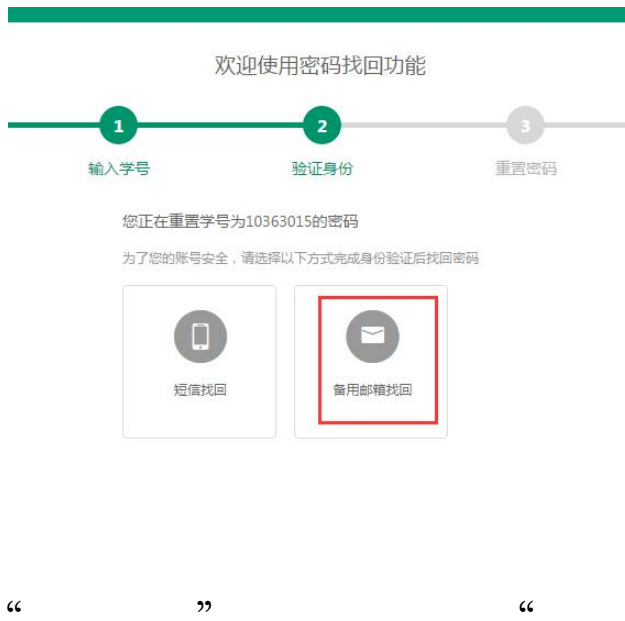 欢迎使用密码找回功能
1 2 3
输入学号 验证身份 重置密码
您正在重置学号为10363015的密码
为了您的账号安全，请选择以下方式完成身份验证后找回密码
短信找回 备用邮箱找回
“ ” “